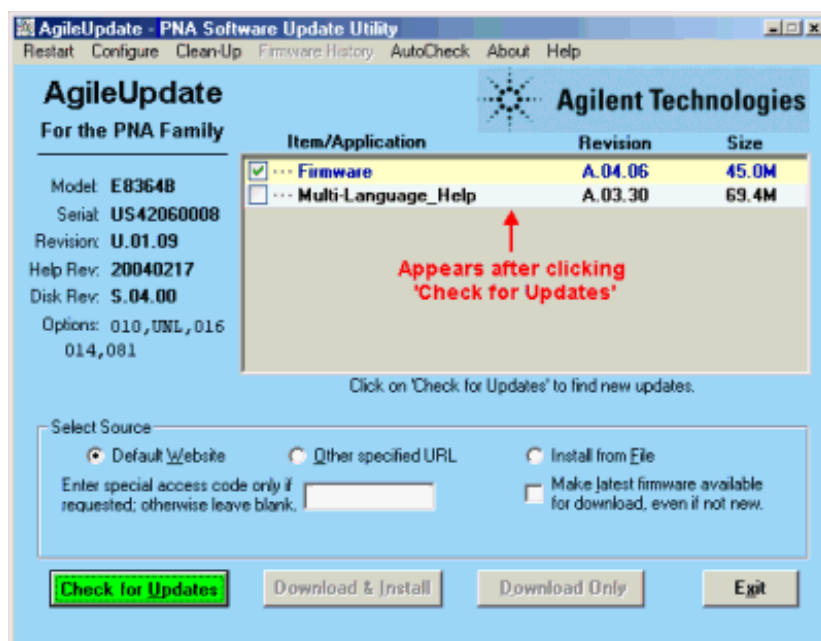 AgileUpdate - PNA Software Update Utility
Restart Configure Clean-Up Firmware History AutoCheck About Help
AgileUpdate
For the PNA Family
Agilent Technologies
Item/Application Revision Size
Firmware A.04.06 45.0M
Multi-Language_Help A.03.30 69.4M
Model: E8364B
Serial: US42060008
Revision: U.01.09
Help Rev: 20040217
Disk Rev: S.04.00
Options: 010,UNL,016
014,081
Appears after clicking
'Check for Updates'
Click on 'Check for Updates' to find new updates.
Select Source
Default Website Other specified URL Install from File
Enter special access code only if
requested; otherwise leave blank.
Make latest firmware available
for download, even if not new.
Check for Updates Download & Install Download Only Exit